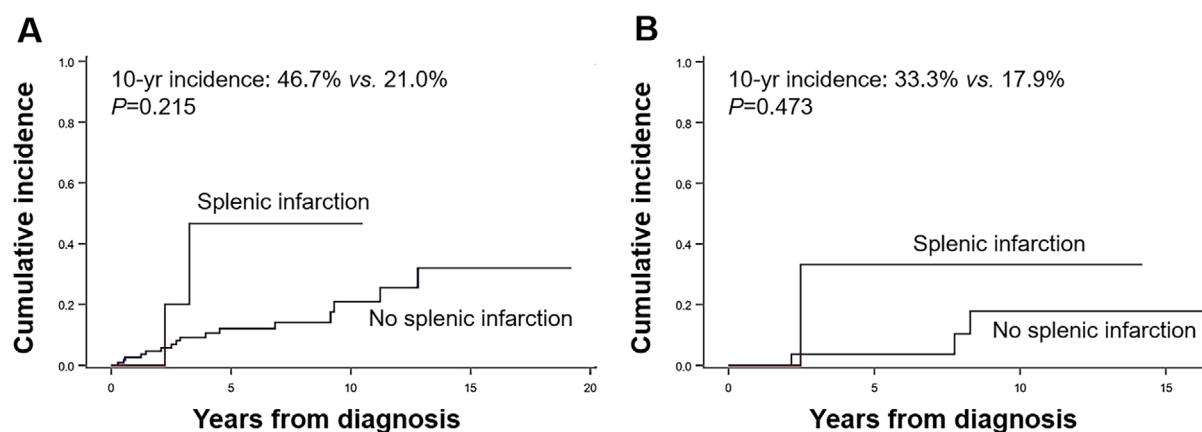 A
10-yr incidence: 46.7% vs. 21.0%
P=0.215
Cumulative incidence
1.0
0.8
0.6
0.4
0.2
0.0
Splenic infarction
No splenic infarction
0 5 10 15 20
Years from diagnosis
B
10-yr incidence: 33.3% vs. 17.9%
P=0.473
Cumulative incidence
1.0
0.8
0.6
0.4
0.2
0.0
Splenic infarction
No splenic infarction
0 5 10 15
Years from diagnosis